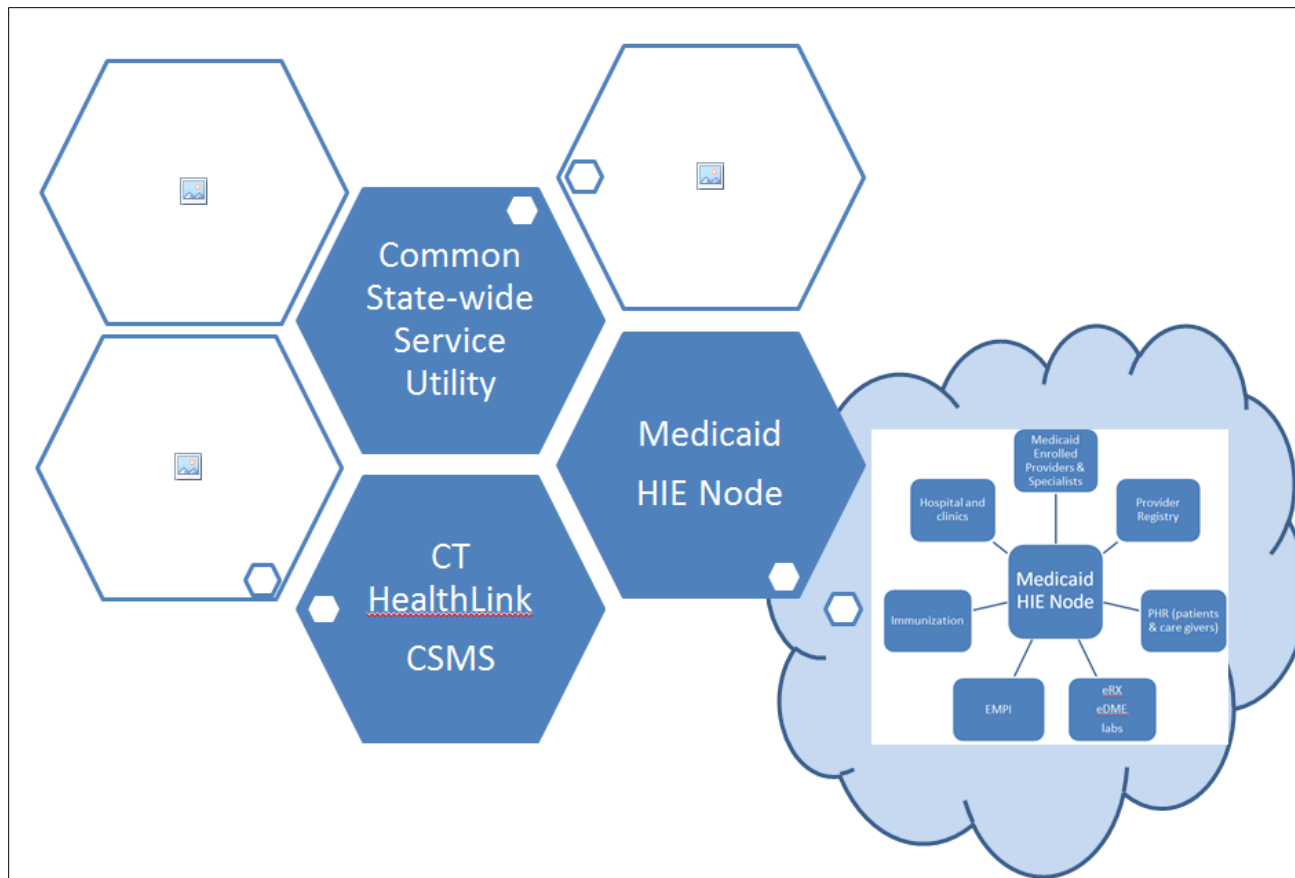 Common
State-wide
Service
Utility
Medicaid
HIE Node
CT
HealthLink
CSMS
Medicaid
Enrolled
Providers &
Specialists
Hospital and
clinics
Provider
Registry
Medicaid
HIE Node
Immunization
PHR (patients
& care givers)
EMPI
eRX
eDME
labs